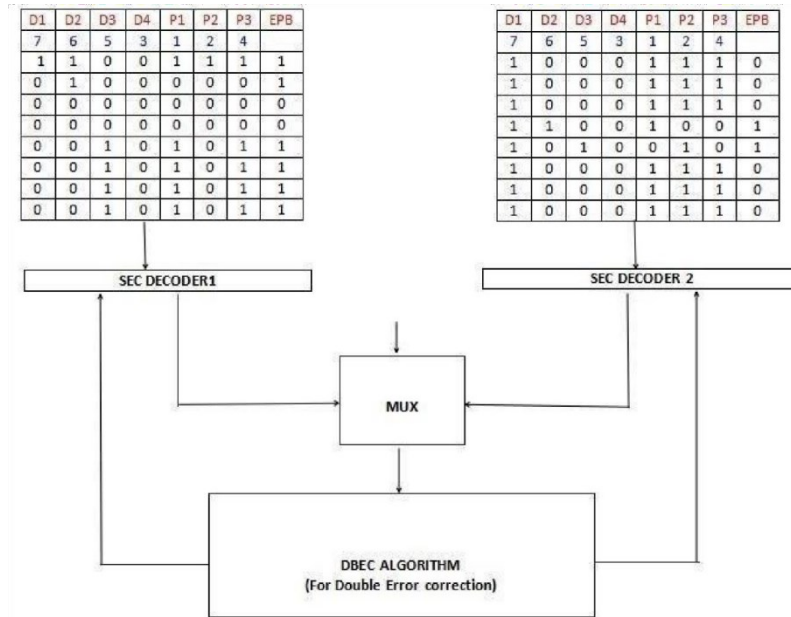 D1 D2 D3 D4 P1 P2 P3 EPB
7 6 5 3 1 2 4
1 1 0 0 1 1 1 1
0 1 0 0 0 0 0 1
0 0 0 0 0 0 0 0
0 0 0 0 0 0 0 0
0 0 1 0 1 0 1 1
0 0 1 0 1 0 1 1
0 0 1 0 1 0 1 1
0 0 1 0 1 0 1 1
D1 D2 D3 D4 P1 P2 P3 EPB
7 6 5 3 1 2 4
1 0 0 0 1 1 1 0
1 0 0 0 1 1 1 0
1 0 0 0 1 1 1 0
1 1 0 0 1 0 0 1
1 0 1 0 0 1 0 1
1 0 0 0 1 1 1 0
1 0 0 0 1 1 1 0
1 0 0 0 1 1 1 0
SEC DECODER1
SEC DECODER 2
MUX
DBEC ALGORITHM
(For Double Error correction)